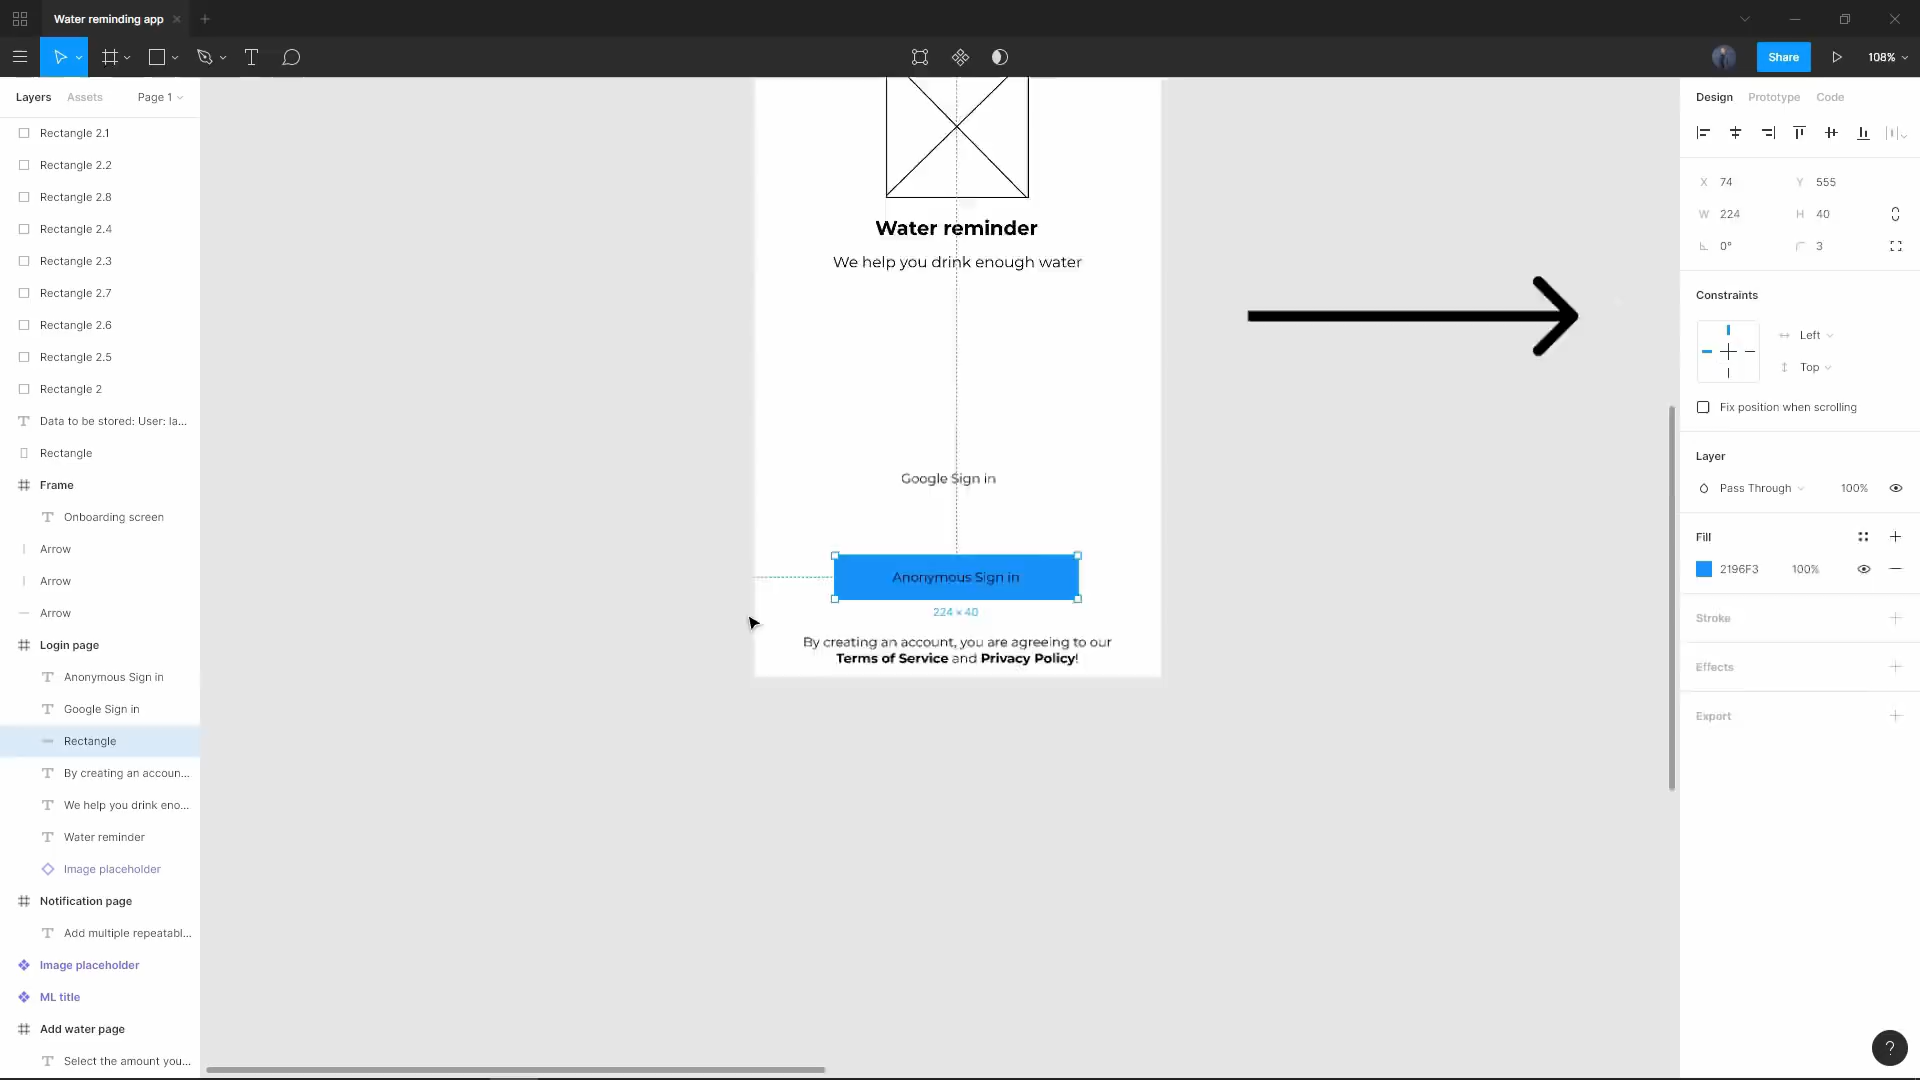 Water reminding app
Share
108%
Layers
Assets
Page 1
Rectangle 2.1
Rectangle 2.2
Rectangle 2.8
Rectangle 2.4
Rectangle 2.3
Rectangle 2.7
Rectangle 2.6
Rectangle 2.5
Rectangle 2
Data to be stored: User: la...
Rectangle
Frame
Onboarding screen
Arrow
Arrow
Arrow
Login page
Anonymous Sign in
Google Sign in
Rectangle
By creating an accoun...
We help you drink eno...
Water reminder
Image placeholder
Notification page
Add multiple repeatabl...
Image placeholder
ML title
Add water page
Select the amount you...
Water reminder
We help you drink enough water
Google Sign in
Anonymous Sign in
224 × 40
By creating an account, you are agreeing to our
Terms of Service and Privacy Policy!
Design
Prototype
Code
X 74
Y 555
W 224
H 40
0°
3
Constraints
Left
Top
Fix position when scrolling
Layer
Pass Through
100%
Fill
2196F3
100%
Stroke
Effects
Export
?